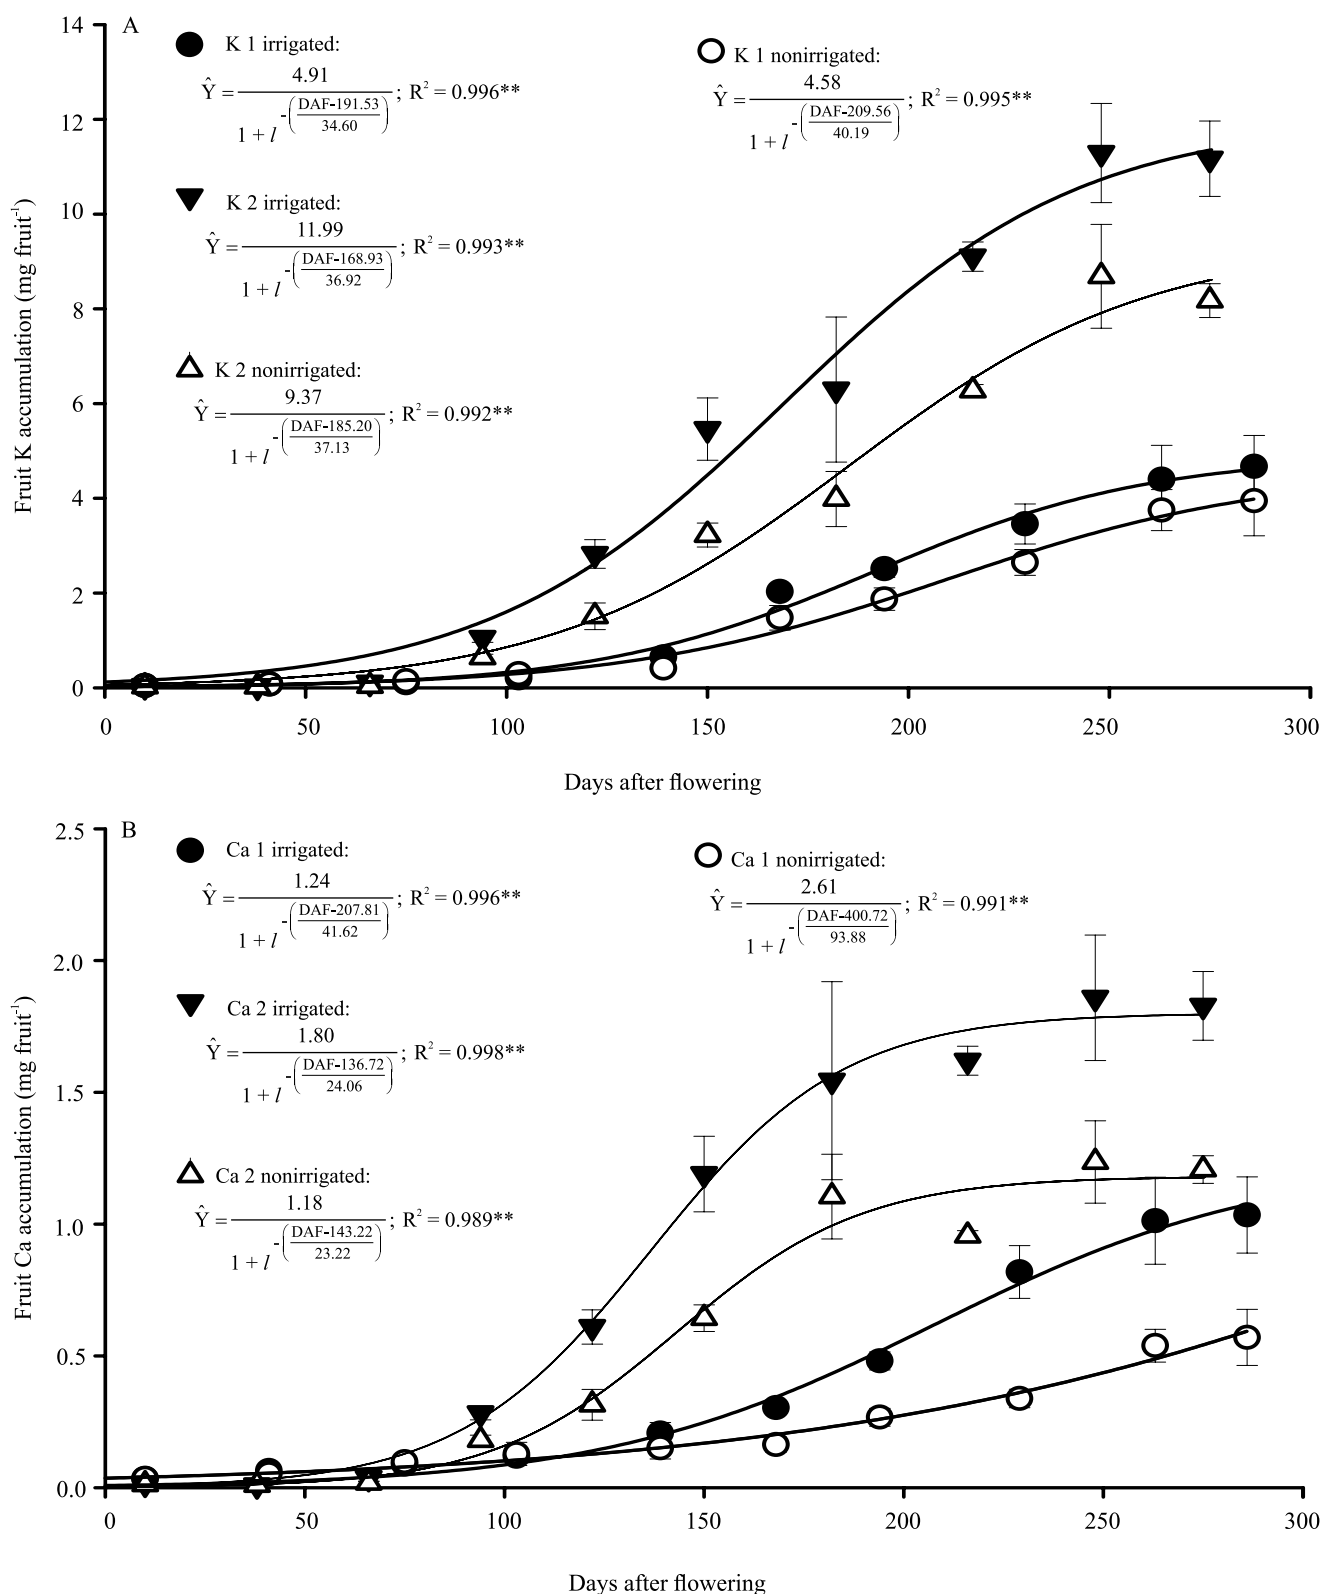 A
K 1 irrigated:
Ŷ = 4.91 / 1 + l^-(DAF-191.53 / 34.60) ; R² = 0.996**
K 1 nonirrigated:
Ŷ = 4.58 / 1 + l^-(DAF-209.56 / 40.19) ; R² = 0.995**
K 2 irrigated:
Ŷ = 11.99 / 1 + l^-(DAF-168.93 / 36.92) ; R² = 0.993**
K 2 nonirrigated:
Ŷ = 9.37 / 1 + l^-(DAF-185.20 / 37.13) ; R² = 0.992**
Fruit K accumulation (mg fruit⁻¹)
14
12
10
8
6
4
2
0
0 50 100 150 200 250 300
Days after flowering
B
Ca 1 irrigated:
Ŷ = 1.24 / 1 + l^-(DAF-207.81 / 41.62) ; R² = 0.996**
Ca 1 nonirrigated:
Ŷ = 2.61 / 1 + l^-(DAF-400.72 / 93.88) ; R² = 0.991**
Ca 2 irrigated:
Ŷ = 1.80 / 1 + l^-(DAF-136.72 / 24.06) ; R² = 0.998**
Ca 2 nonirrigated:
Ŷ = 1.18 / 1 + l^-(DAF-143.22 / 23.22) ; R² = 0.989**
Fruit Ca accumulation (mg fruit⁻¹)
2.5
2.0
1.5
1.0
0.5
0.0
0 50 100 150 200 250 300
Days after flowering